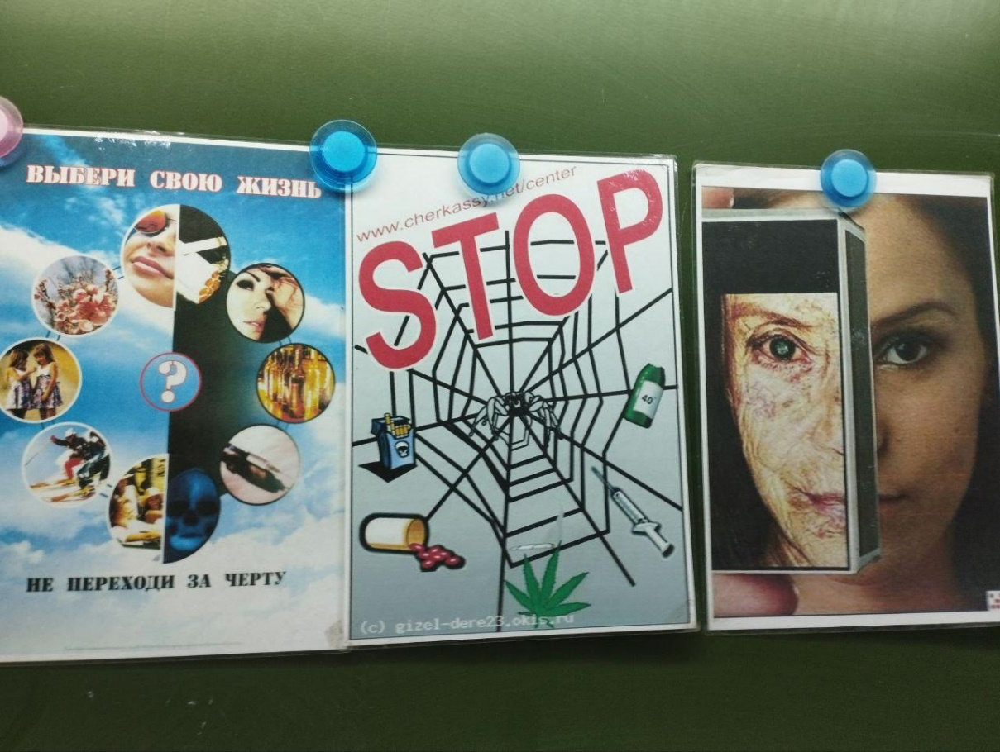 ВЫБЕРИ СВОЮ ЖИЗНЬ
?
НЕ ПЕРЕХОДИ ЗА ЧЕРТУ
www.cherkassy.net/center
STOP
40°
(c) gizel-dere23.okis.ru